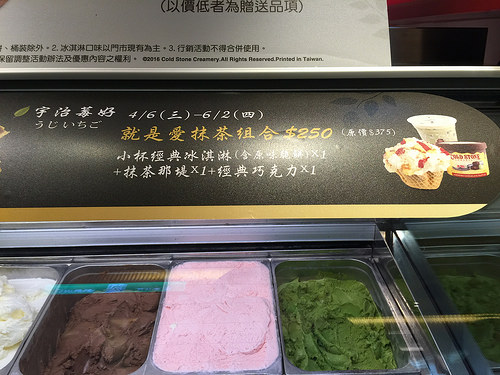 (以價低者為贈送品項)
、桶裝除外。2. 冰淇淋口味以門市現有為主。3. 行銷活動不得合併使用。
保留調整活動辦法及優惠內容之權利。 ©2016 Cold Stone Creamery.All Rights Reserved.Printed in Taiwan.
宇治莓好 4/6(三)-6/2(四)
うじいちご
就是愛抹茶組合 $250 (原價$375)
小杯經典冰淇淋(含原味脆餅)X1
+抹茶那堤X1+經典巧克力X1
COLD STONE